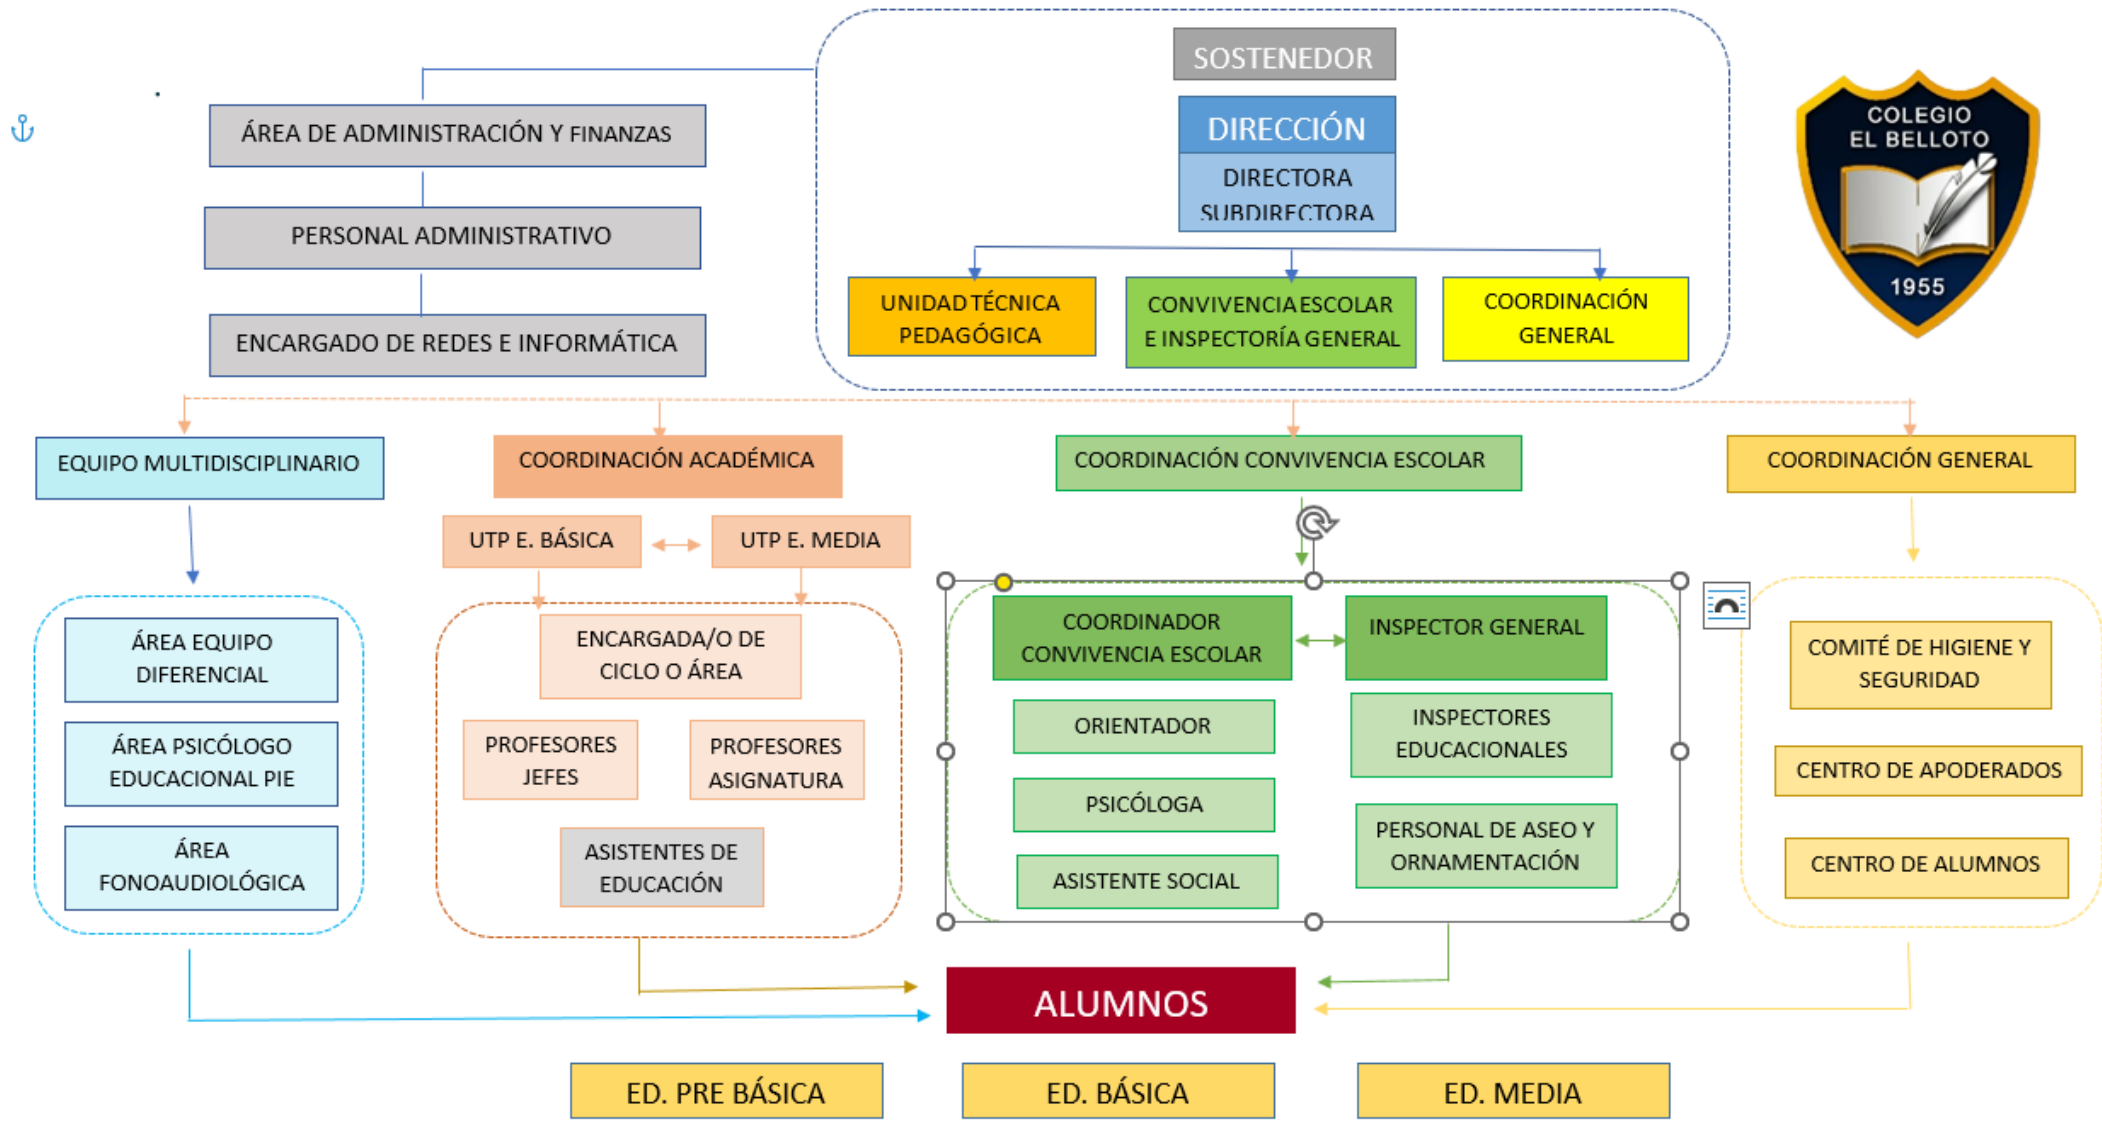 SOSTENEDOR
DIRECCIÓN
DIRECTORA
SUBDIRECTORA
COLEGIO
EL BELLOTO
1955
ÁREA DE ADMINISTRACIÓN Y FINANZAS
PERSONAL ADMINISTRATIVO
ENCARGADO DE REDES E INFORMÁTICA
UNIDAD TÉCNICA
PEDAGÓGICA
CONVIVENCIA ESCOLAR
E INSPECTORÍA GENERAL
COORDINACIÓN
GENERAL
EQUIPO MULTIDISCIPLINARIO
COORDINACIÓN ACADÉMICA
COORDINACIÓN CONVIVENCIA ESCOLAR
COORDINACIÓN GENERAL
UTP E. BÁSICA
UTP E. MEDIA
ÁREA EQUIPO
DIFERENCIAL
ÁREA PSICÓLOGO
EDUCACIONAL PIE
ÁREA
FONOAUDIOLÓGICA
ENCARGADA/O DE
CICLO O ÁREA
PROFESORES
JEFES
PROFESORES
ASIGNATURA
ASISTENTES DE
EDUCACIÓN
COORDINADOR
CONVIVENCIA ESCOLAR
ORIENTADOR
PSICÓLOGA
ASISTENTE SOCIAL
INSPECTOR GENERAL
INSPECTORES
EDUCACIONALES
PERSONAL DE ASEO Y
ORNAMENTACIÓN
COMITÉ DE HIGIENE Y
SEGURIDAD
CENTRO DE APODERADOS
CENTRO DE ALUMNOS
ALUMNOS
ED. PRE BÁSICA
ED. BÁSICA
ED. MEDIA